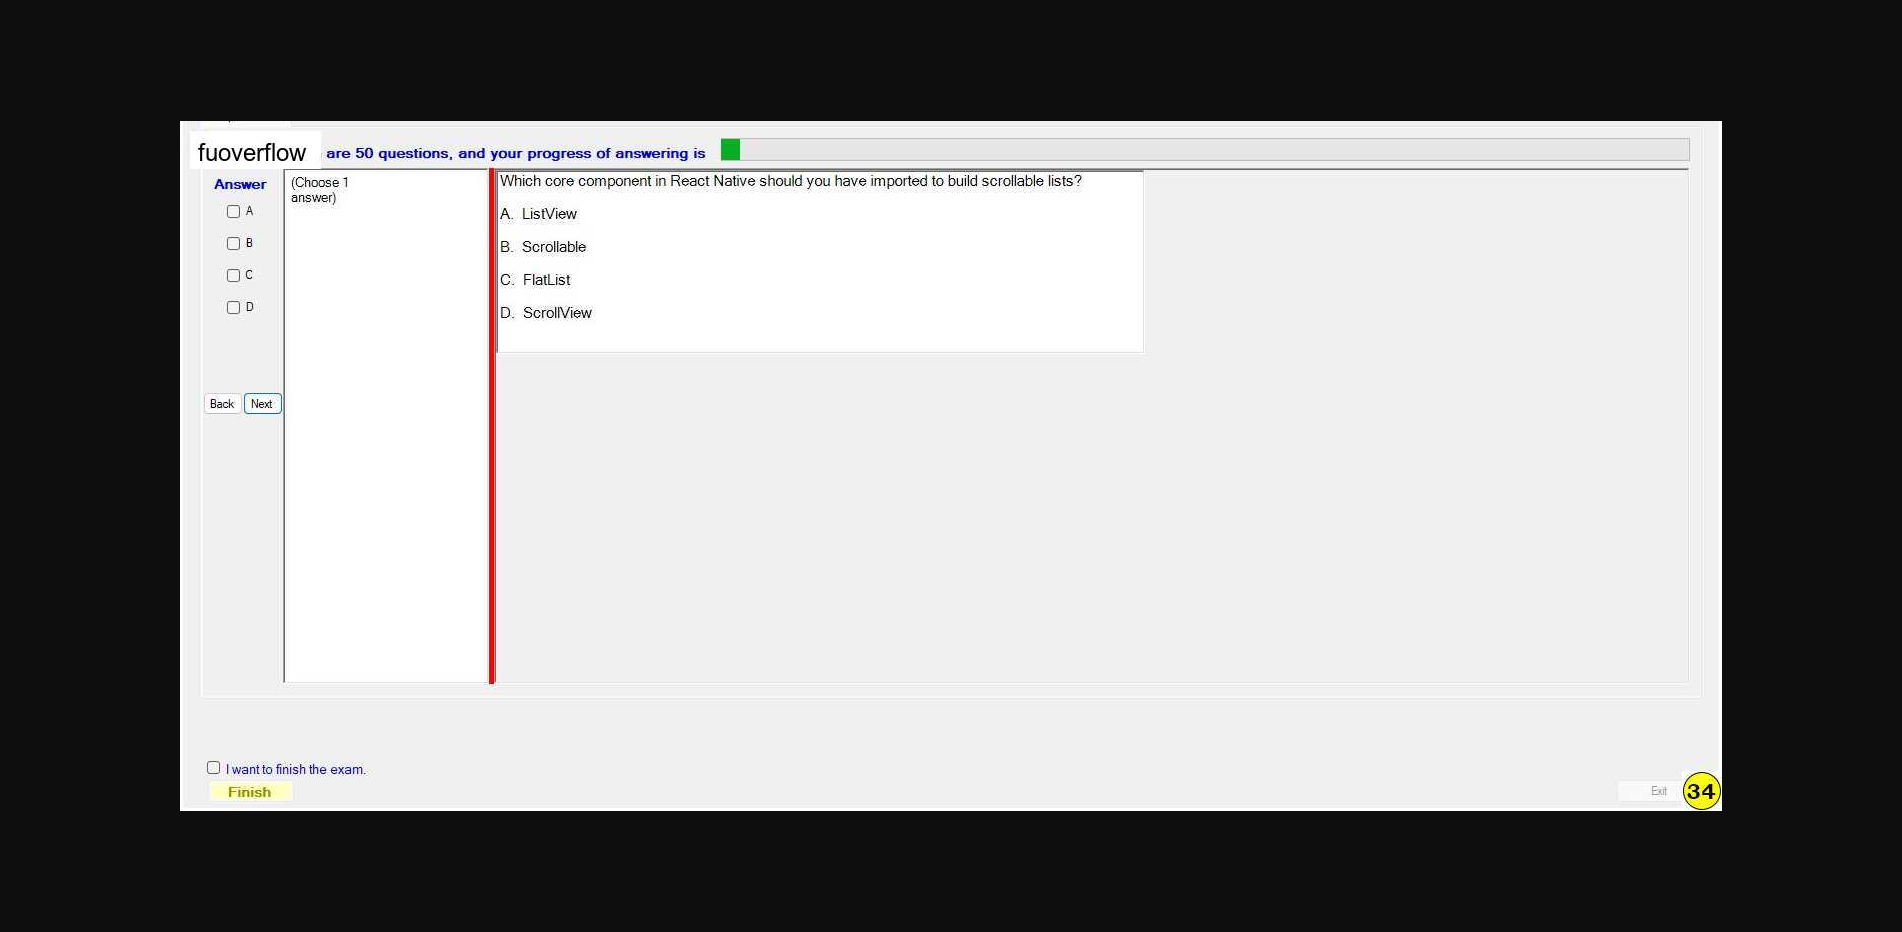 fuoverflow are 50 questions, and your progress of answering is
Answer
(Choose 1
answer)
A
B
C
D
Back Next
Which core component in React Native should you have imported to build scrollable lists?
A. ListView
B. Scrollable
C. FlatList
D. ScrollView
I want to finish the exam.
Finish
Exit
34